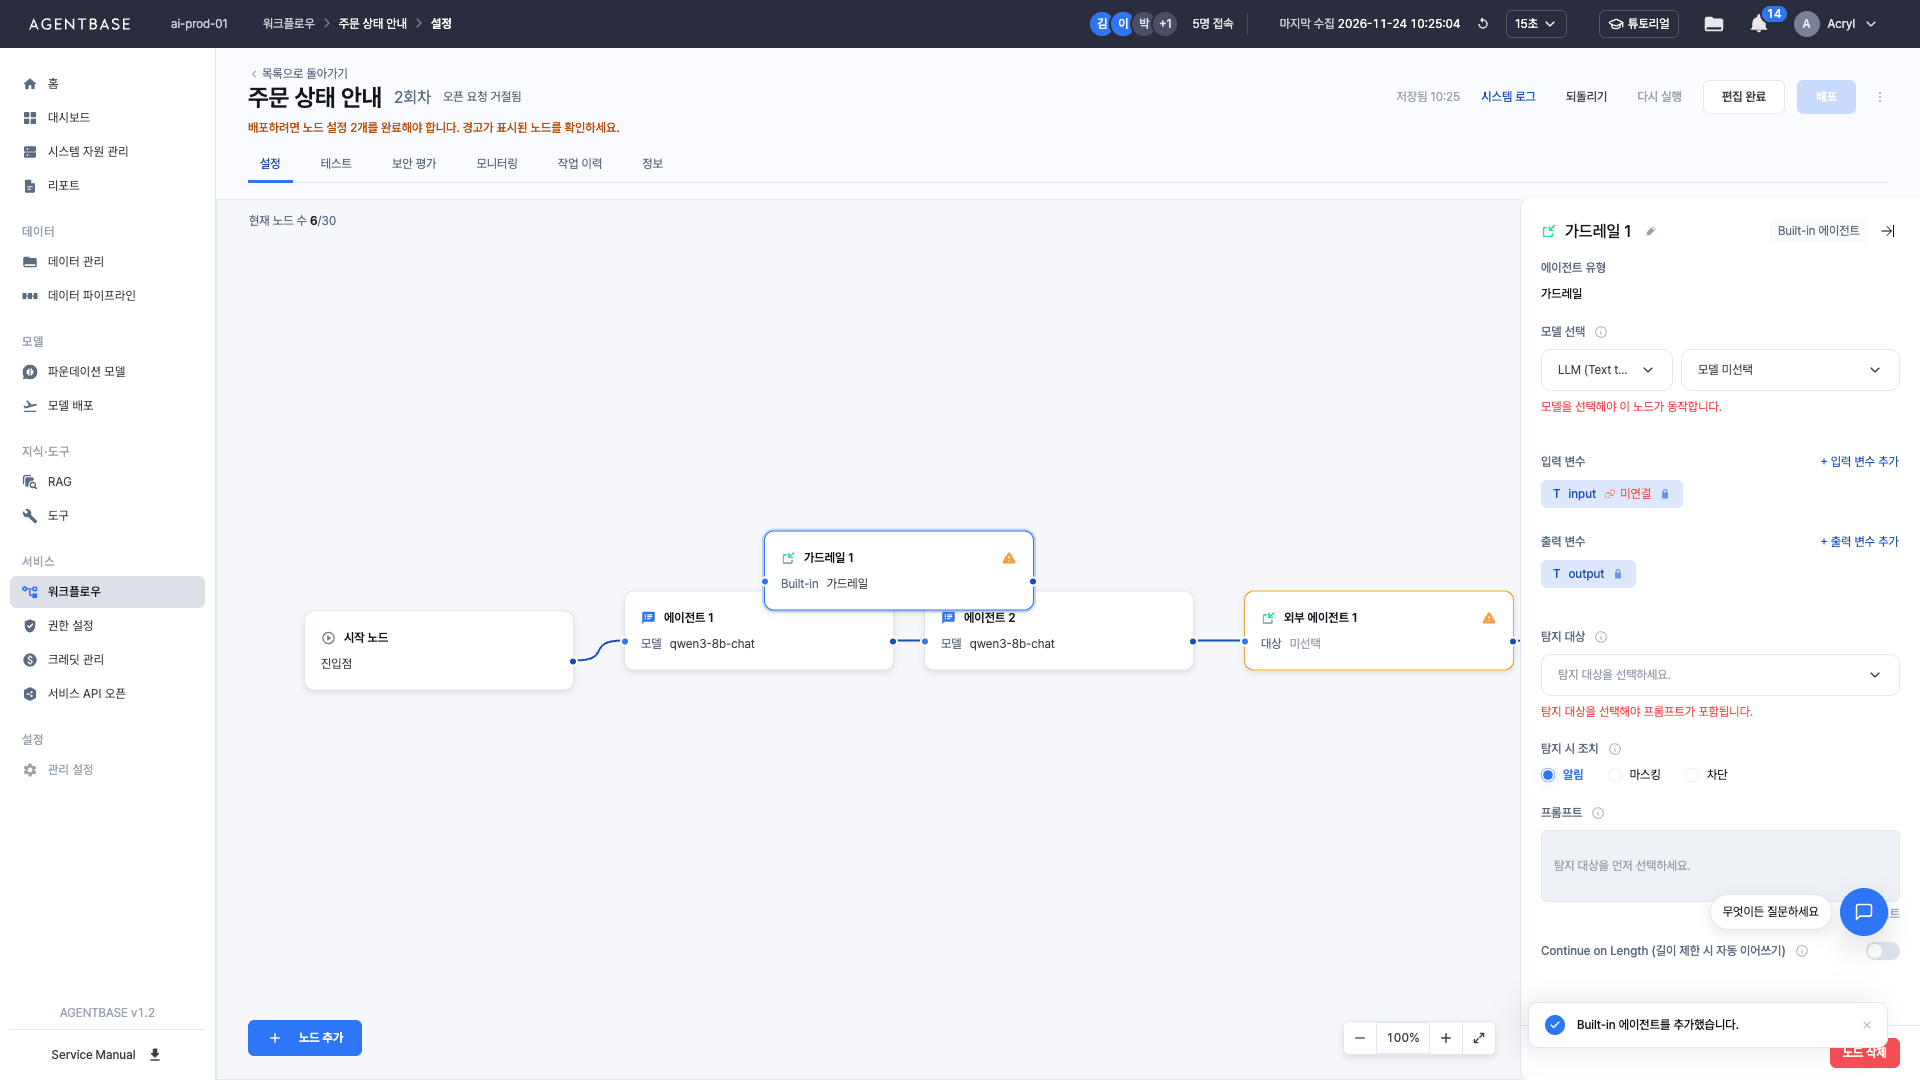 AGENTBASE
ai-prod-01
워크플로우 > 주문 상태 안내 > 설정
김 이 박 +1 5명 접속
마지막 수집 2026-11-24 10:25:04
15초
튜토리얼
14
A Acryl
홈
대시보드
시스템 자원 관리
리포트
데이터
데이터 관리
데이터 파이프라인
모델
파운데이션 모델
모델 배포
지식·도구
RAG
도구
서비스
워크플로우
권한 설정
크레딧 관리
서비스 API 오픈
설정
관리 설정
AGENTBASE v1.2
Service Manual
목록으로 돌아가기
주문 상태 안내 2회차 오픈 요청 거절됨
저장됨 10:25 시스템 로그 되돌리기 다시 실행 편집 완료 배포
배포하려면 노드 설정 2개를 완료해야 합니다. 경고가 표시된 노드를 확인하세요.
설정 테스트 보안 평가 모니터링 작업 이력 정보
현재 노드 수 6/30
시작 노드
진입점
에이전트 1
모델 qwen3-8b-chat
가드레일 1
Built-in 가드레일
에이전트 2
모델 qwen3-8b-chat
외부 에이전트 1
대상 미선택
+ 노드 추가
100%
가드레일 1 Built-in 에이전트
에이전트 유형
가드레일
모델 선택
LLM (Text t... 모델 미선택
모델을 선택해야 이 노드가 동작합니다.
입력 변수 + 입력 변수 추가
T input 미연결
출력 변수 + 출력 변수 추가
T output
탐지 대상
탐지 대상을 선택하세요.
탐지 대상을 선택해야 프롬프트가 포함됩니다.
탐지 시 조치
알림 마스킹 차단
프롬프트
탐지 대상을 먼저 선택하세요.
무엇이든 질문하세요
트
Continue on Length (길이 제한 시 자동 이어쓰기)
Built-in 에이전트를 추가했습니다.
노드 삭제